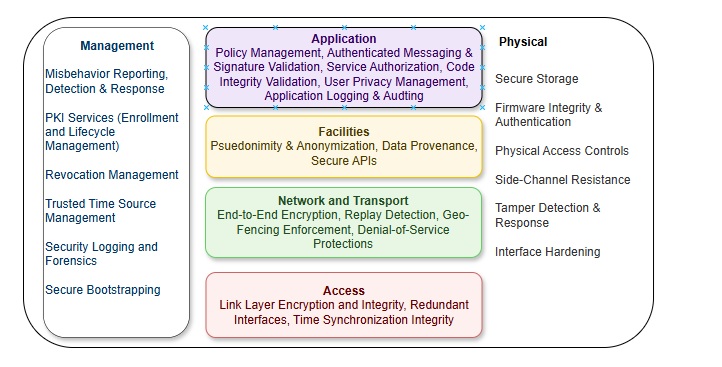 Management
Misbehavior Reporting,
Detection & Response
PKI Services (Enrollment
and Lifecycle
Management)
Revocation Management
Trusted Time Source
Management
Security Logging and
Forensics
Secure Bootstrapping
Application
Policy Management, Authenticated Messaging &
Signature Validation, Service Authorization, Code
Integrity Validation, User Privacy Management,
Application Logging & Audting
Facilities
Psuedonimity & Anonymization, Data Provenance,
Secure APIs
Network and Transport
End-to-End Encryption, Replay Detection, Geo-
Fencing Enforcement, Denial-of-Service
Protections
Access
Link Layer Encryption and Integrity, Redundant
Interfaces, Time Synchronization Integrity
Physical
Secure Storage
Firmware Integrity &
Authentication
Physical Access Controls
Side-Channel Resistance
Tamper Detection &
Response
Interface Hardening